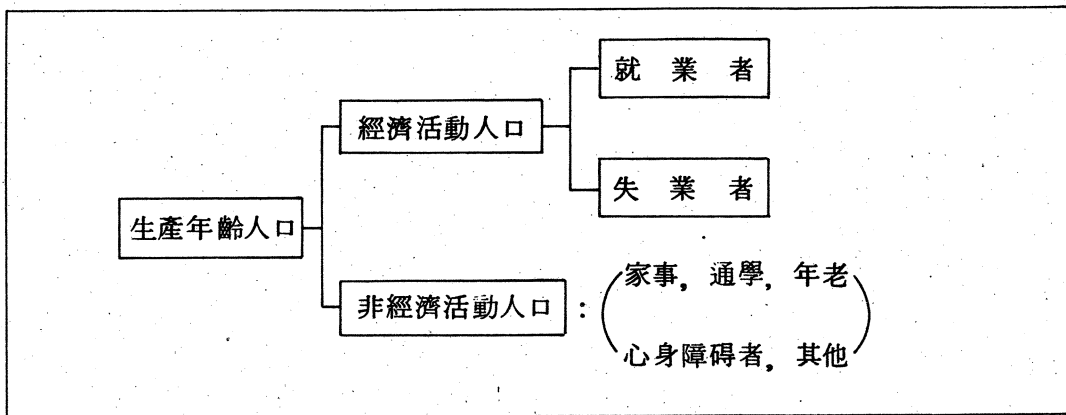 就業者
經濟活動人口
失業者
生產年齡人口
家事, 通學, 年老
非經濟活動人口 :
心身障碍者, 其他